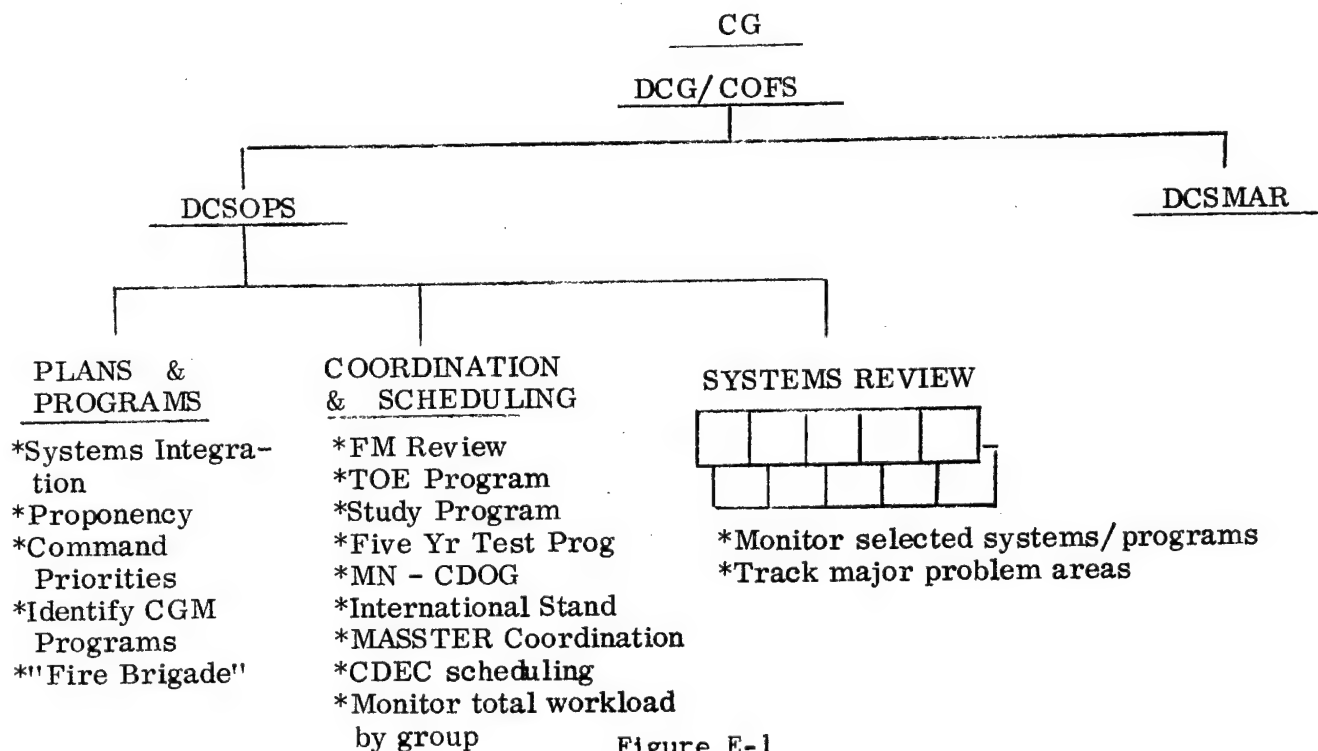 CG
DCG/COFS
DCSOPS
DCSMAR
PLANS &
PROGRAMS
*Systems Integra-
tion
*Proponency
*Command
Priorities
*Identify CGM
Programs
*"Fire Brigade"
COORDINATION
& SCHEDULING
*FM Review
*TOE Program
*Study Program
*Five Yr Test Prog
*MN - CDOG
*International Stand
*MASSTER Coordination
*CDEC scheduling
*Monitor total workload
by group
SYSTEMS REVIEW
*Monitor selected systems/programs
*Track major problem areas
Figure E-1